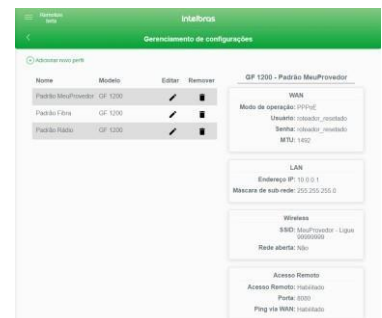 Remotize
beta
intelbras
Gerenciamento de configurações
Adicionar novo perfil
Nome Modelo Editar Remover
Padrão MeuProvedor GF 1200
Padrão Fibra GF 1200
Padrão Rádio GF 1200
GF 1200 - Padrão MeuProvedor
WAN
Modo de operação: PPPoE
Usuário: roteador_resetado
Senha: roteador_resetado
MTU: 1492
LAN
Endereço IP: 10.0.0.1
Máscara de sub-rede: 255.255.255.0
Wireless
SSID: MeuProvedor - Ligue
99999999
Rede aberta: Não
Acesso Remoto
Acesso Remoto: Habilitado
Porta: 8080
Ping via WAN: Habilitado